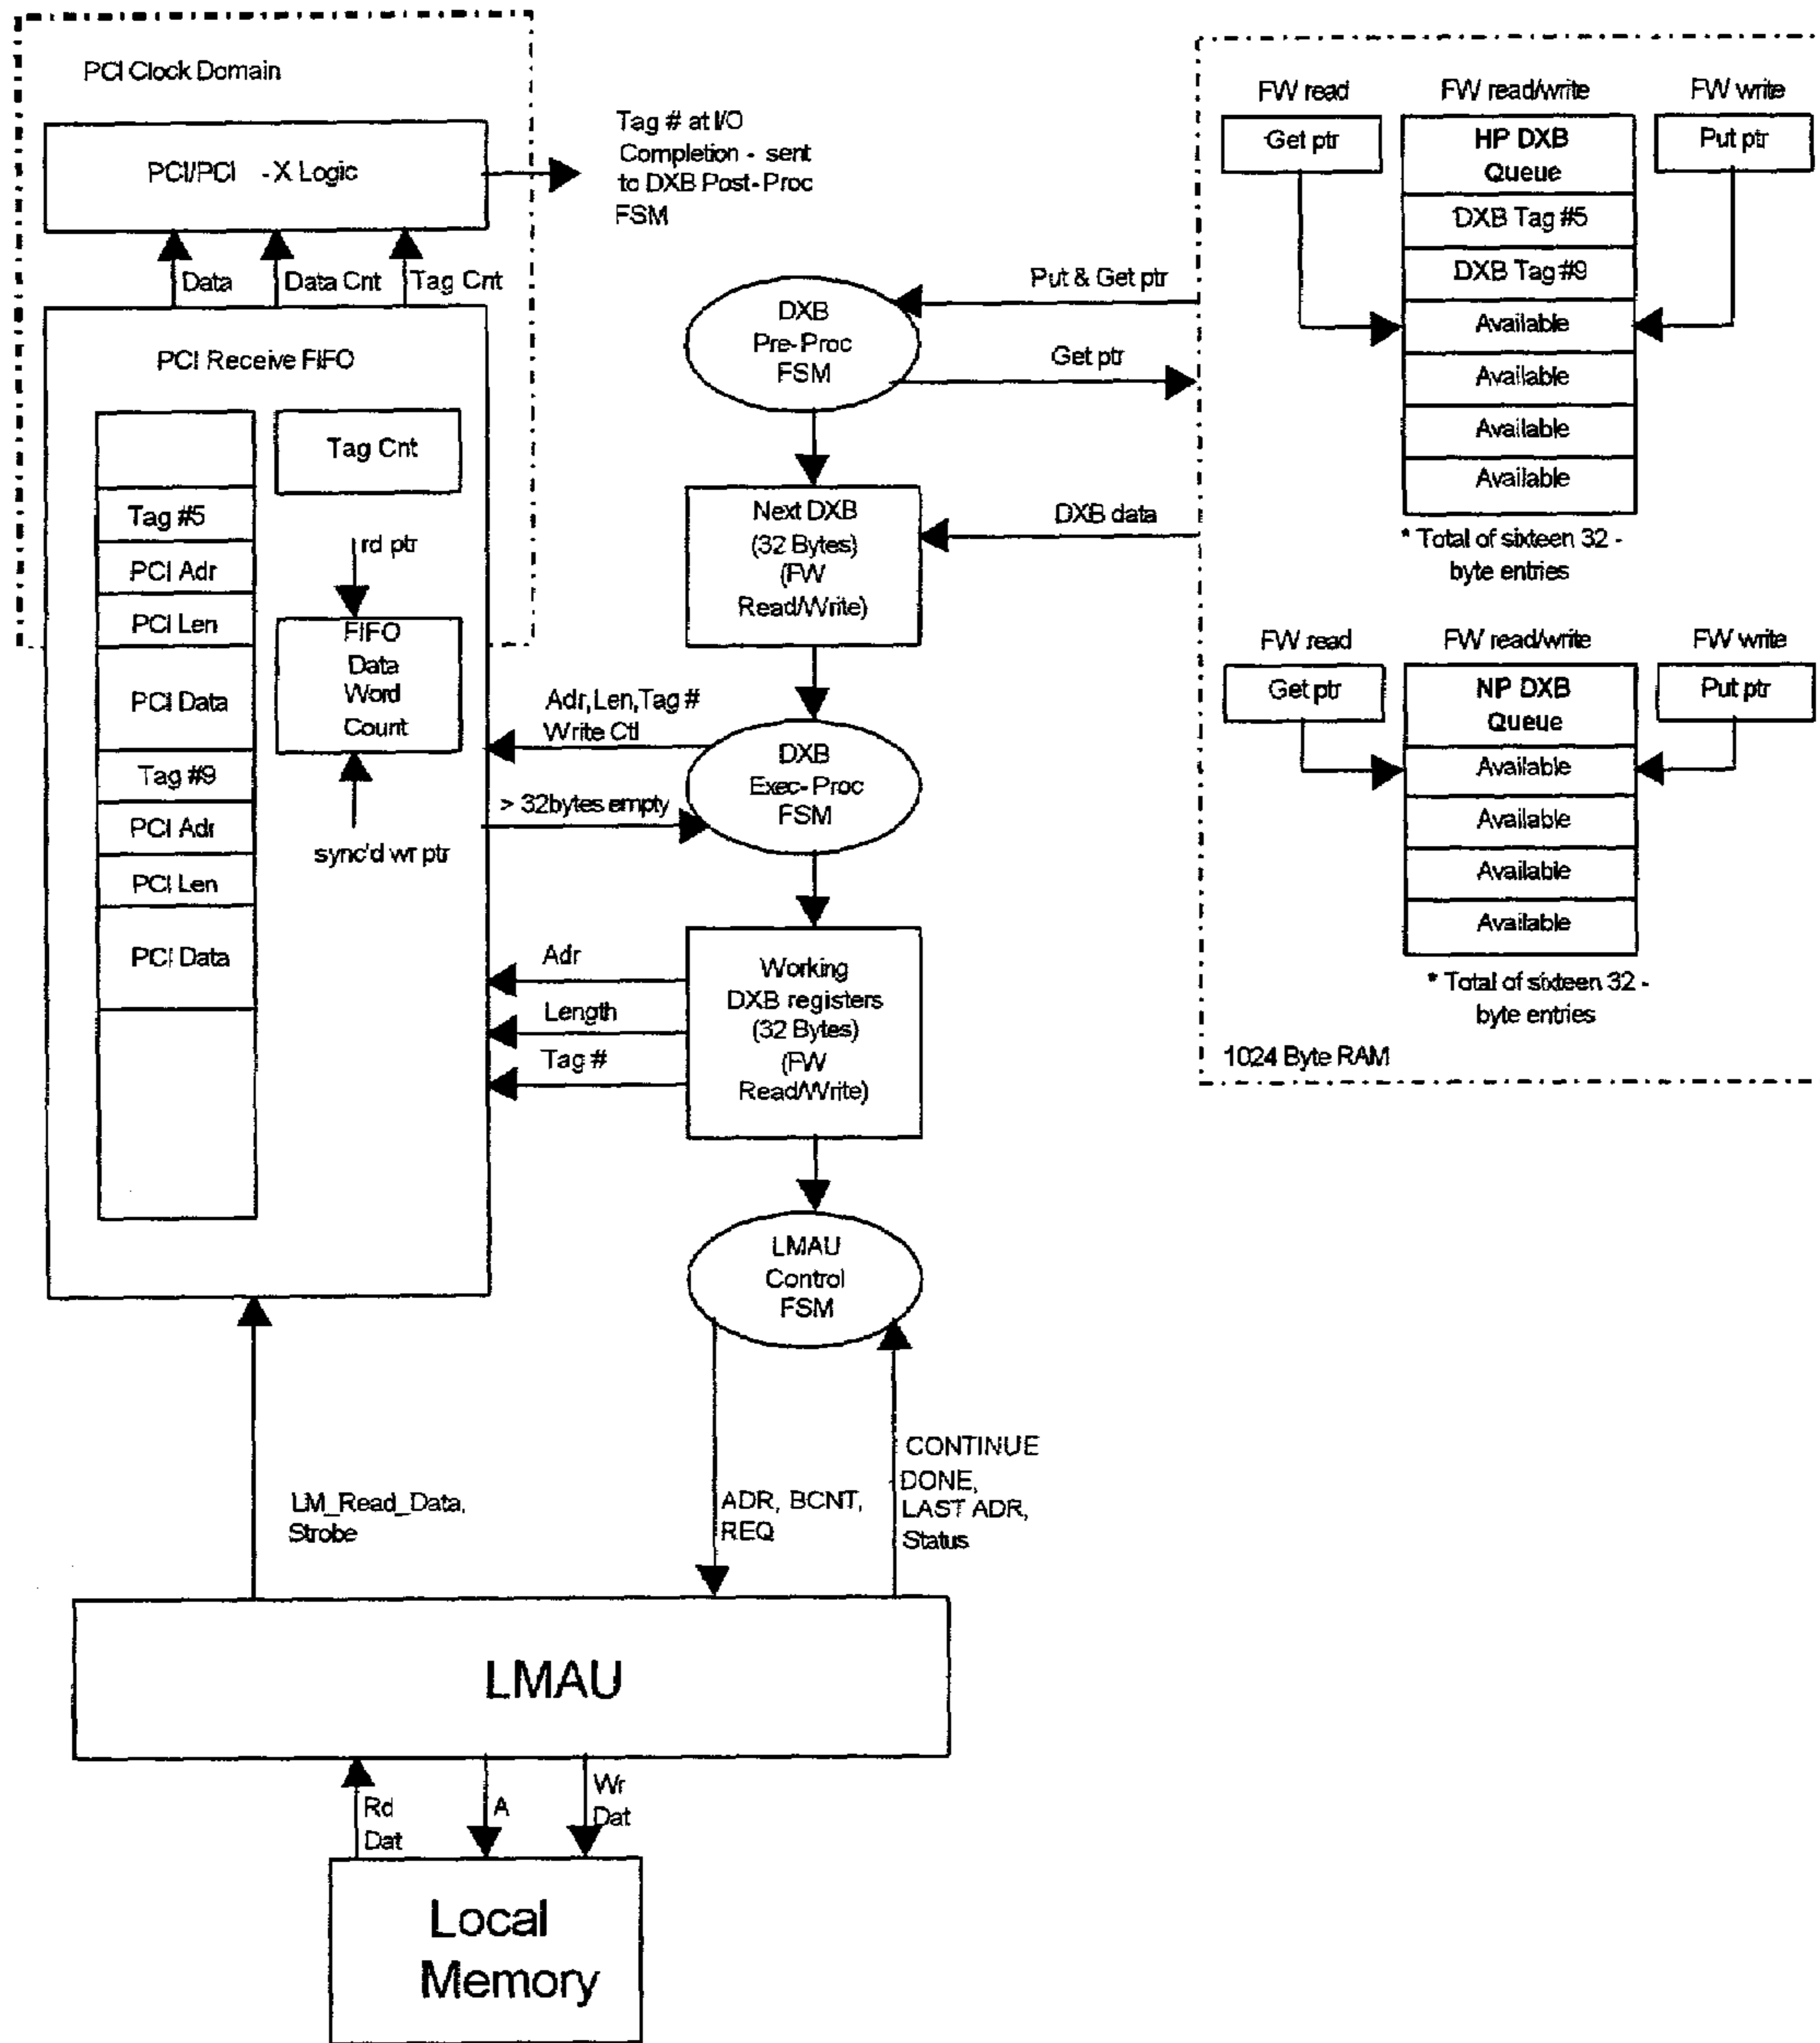 PCI Clock Domain
PCI/PCI - X Logic
Tag # at I/O
Completion - sent
to DXB Post-Proc
FSM
Data
Data Cnt
Tag Cnt
PCI Receive FIFO
Tag Cnt
Tag #5
PCI Adr
PCI Len
PCI Data
Tag #9
PCI Adr
PCI Len
PCI Data
rd ptr
FIFO
Data
Word
Count
sync'd wr ptr
DXB
Pre-Proc
FSM
Put & Get ptr
Get ptr
Next DXB
(32 Bytes)
(FW
Read/Write)
DXB data
Adr,Len,Tag #
Write Ctl
> 32bytes empty
DXB
Exec-Proc
FSM
Adr
Length
Tag #
Working
DXB registers
(32 Bytes)
(FW
Read/Write)
LMAU
Control
FSM
LM_Read_Data,
Strobe
ADR, BCNT,
REQ
CONTINUE
DONE,
LAST ADR,
Status
LMAU
Rd
Dat
A
Wr
Dat
Local
Memory
FW read
FW read/write
FW write
Get ptr
HP DXB
Queue
Put ptr
DXB Tag #5
DXB Tag #9
Available
Available
Available
Available
* Total of sixteen 32 -
byte entries
FW read
FW read/write
FW write
Get ptr
NP DXB
Queue
Put ptr
Available
Available
Available
Available
* Total of sixteen 32 -
byte entries
1024 Byte RAM